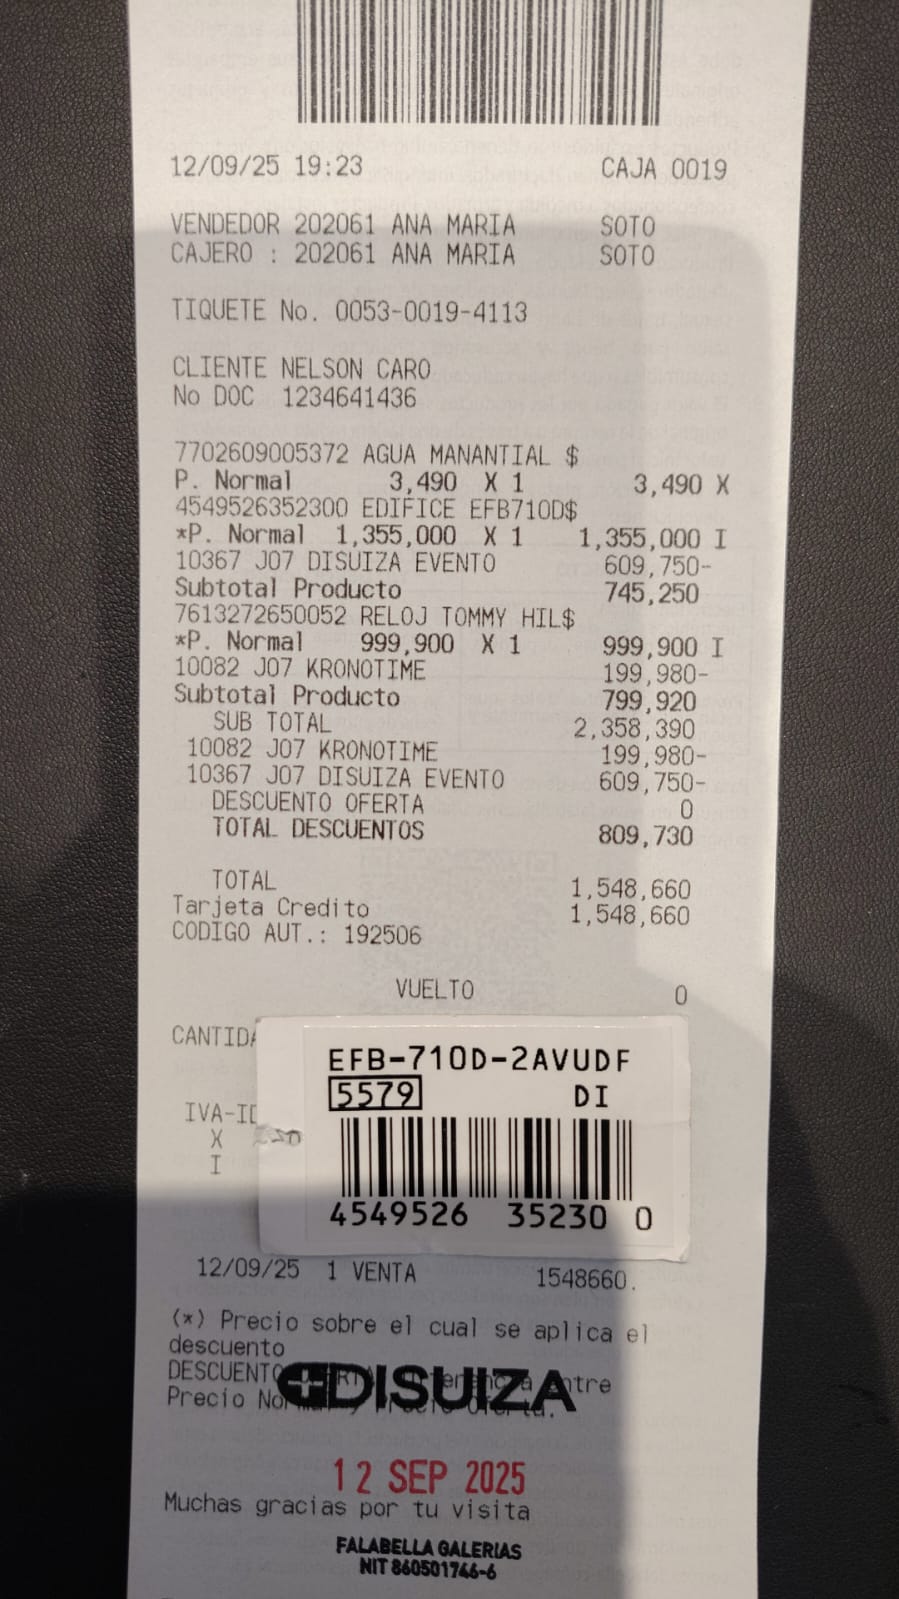 12/09/25 19:23 CAJA 0019
VENDEDOR 202061 ANA MARIA SOTO
CAJERO : 202061 ANA MARIA SOTO
TIQUETE No. 0053-0019-4113
CLIENTE NELSON CARO
No DOC 1234641436
7702609005372 AGUA MANANTIAL $
P. Normal 3,490 X 1 3,490 X
4549526352300 EDIFICE EFB710D$
*P. Normal 1,355,000 X 1 1,355,000 I
10367 J07 DISUIZA EVENTO 609,750-
Subtotal Producto 745,250
7613272650052 RELOJ TOMMY HIL$
*P. Normal 999,900 X 1 999,900 I
10082 J07 KRONOTIME 199,980-
Subtotal Producto 799,920
SUB TOTAL 2,358,390
10082 J07 KRONOTIME 199,980-
10367 J07 DISUIZA EVENTO 609,750-
DESCUENTO OFERTA 0
TOTAL DESCUENTOS 809,730
TOTAL 1,548,660
Tarjeta Credito 1,548,660
CODIGO AUT.: 192506
VUELTO 0
CANTIDA
EFB-710D-2AVUDF
5579 DI
IVA-ID
X
I
4549526 35230 0
12/09/25 1 VENTA 1548660.
(*) Precio sobre el cual se aplica el
descuento
DESCUENTO entre
DISUIZA
Precio
12 SEP 2025
Muchas gracias por tu visita
FALABELLA GALERIAS
NIT 860501746-6